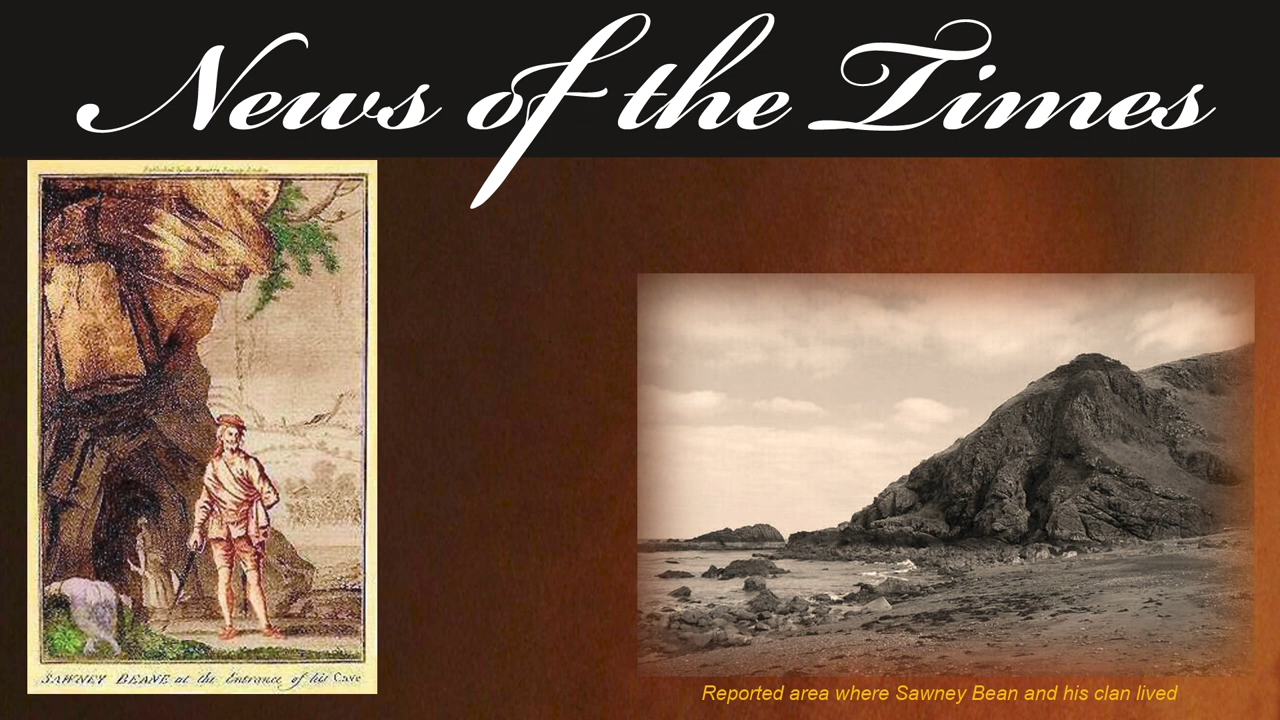 News of the Times
SAWNEY BEANE at the Entrance of his Cave
Reported area where Sawney Bean and his clan lived